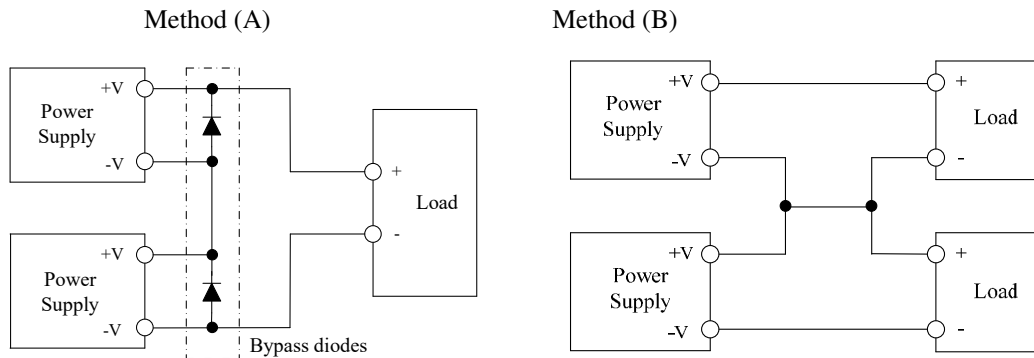 Method (A)
+V
Power
Supply
-V
+V
Power
Supply
-V
+
Load
-
Bypass diodes
Method (B)
+V
Power
Supply
-V
+V
Power
Supply
-V
+
Load
-
+
Load
-